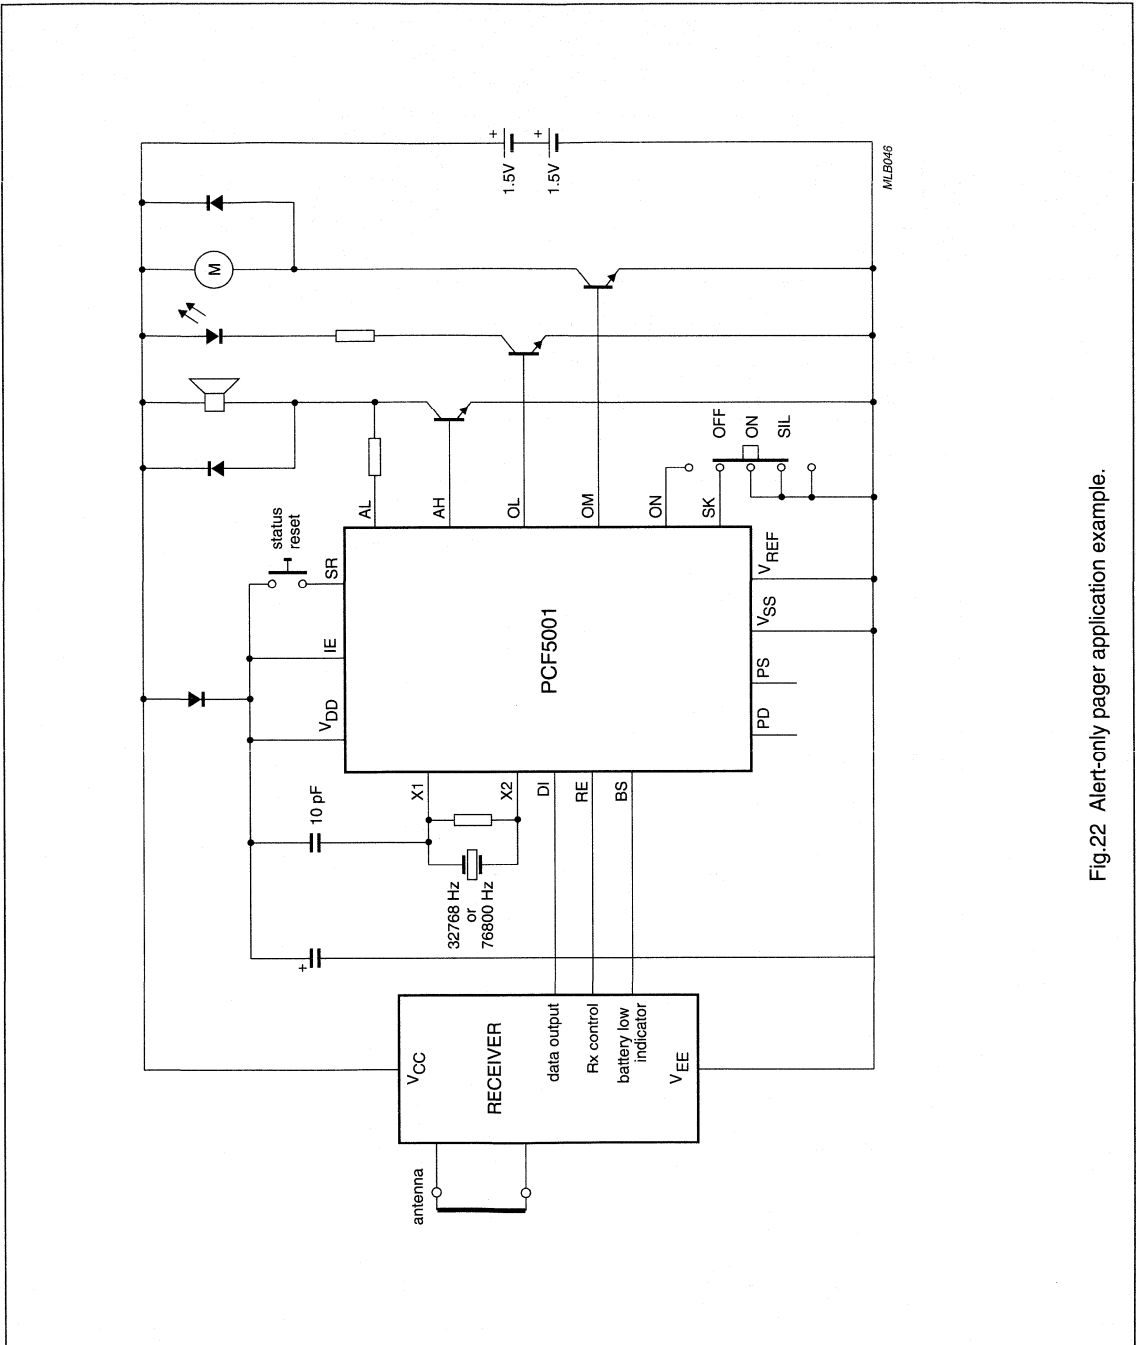 antenna
RECEIVER
VCC
data output
Rx control
battery low
indicator
VEE
+
10 pF
32768 Hz
or
76800 Hz
X1
X2
DI
RE
BS
VDD
IE
SR
status
reset
PCF5001
PD
PS
VSS
VREF
AL
AH
OL
OM
ON
SK
OFF
ON
SIL
M
1.5V
+
1.5V
+
MLB046
Fig.22 Alert-only pager application example.